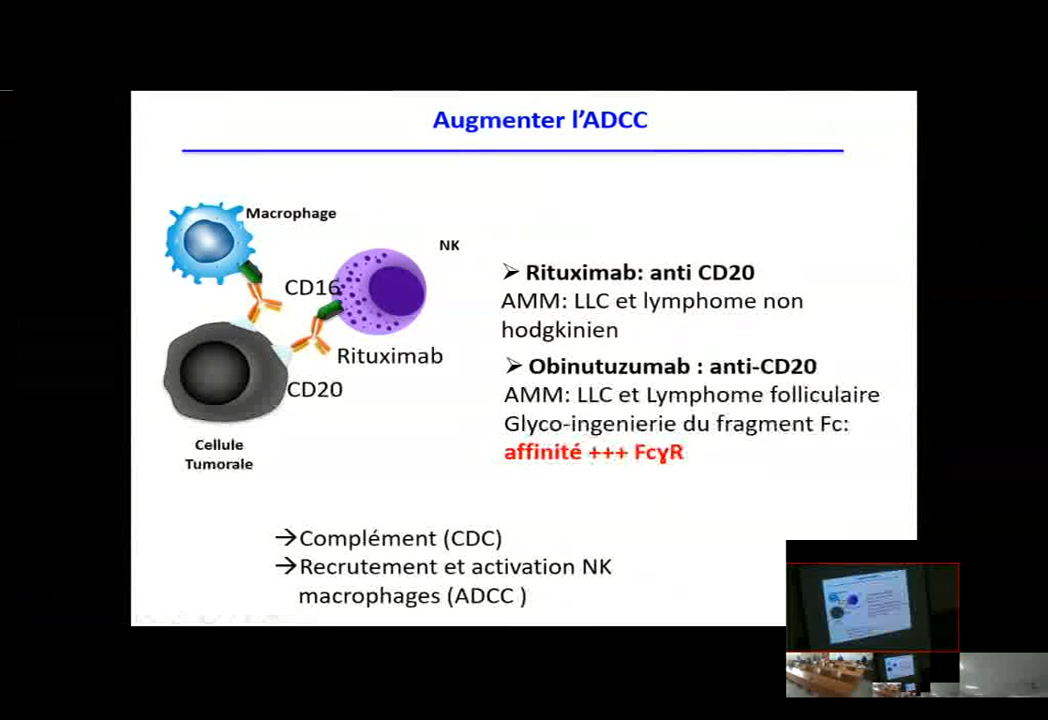 Augmenter l'ADCC
Macrophage
NK
CD16
Rituximab
CD20
Cellule
Tumorale
➢ Rituximab: anti CD20
AMM: LLC et lymphome non
hodgkinien
➢ Obinutuzumab : anti-CD20
AMM: LLC et Lymphome folliculaire
Glyco-ingenierie du fragment Fc:
affinité +++ FcɣR
→Complément (CDC)
→Recrutement et activation NK
macrophages (ADCC )